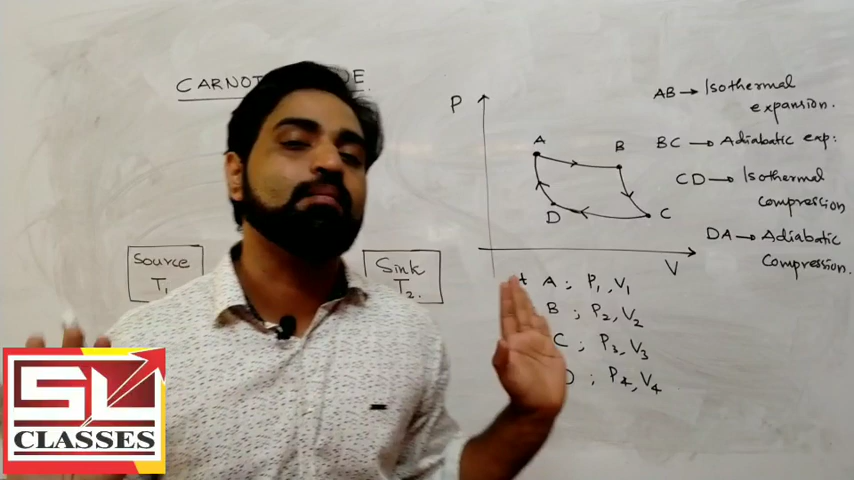 CARNOT
P
A
B
C
D
V
AB → Isothermal
expansion.
BC → Adiabatic exp:
CD → Isothermal
compression
DA → Adiabatic
Compression.
Source
T1
Sink
T2.
A ; P1, V1
B ; P2, V2
C ; P3, V3
; P4, V4
SL
CLASSES